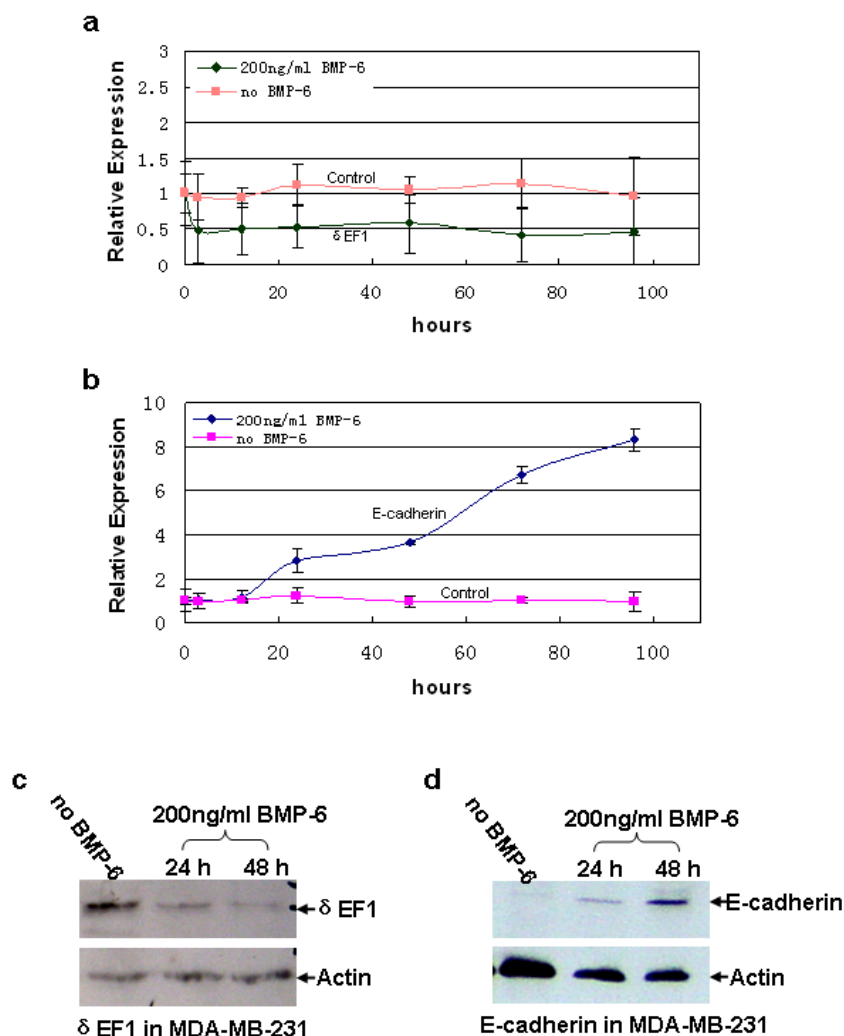 a
3
2.5
2
1.5
1
0.5
0
200ng/ml BMP-6
no BMP-6
Control
δ EF1
Relative Expression
0 20 40 60 80 100
hours
b
10
8
6
4
2
0
200ng/ml BMP-6
no BMP-6
E-cadherin
Control
Relative Expression
0 20 40 60 80 100
hours
c
no BMP-6
200ng/ml BMP-6
24 h 48 h
δ EF1
Actin
δ EF1 in MDA-MB-231
d
no BMP-6
200ng/ml BMP-6
24 h 48 h
E-cadherin
Actin
E-cadherin in MDA-MB-231